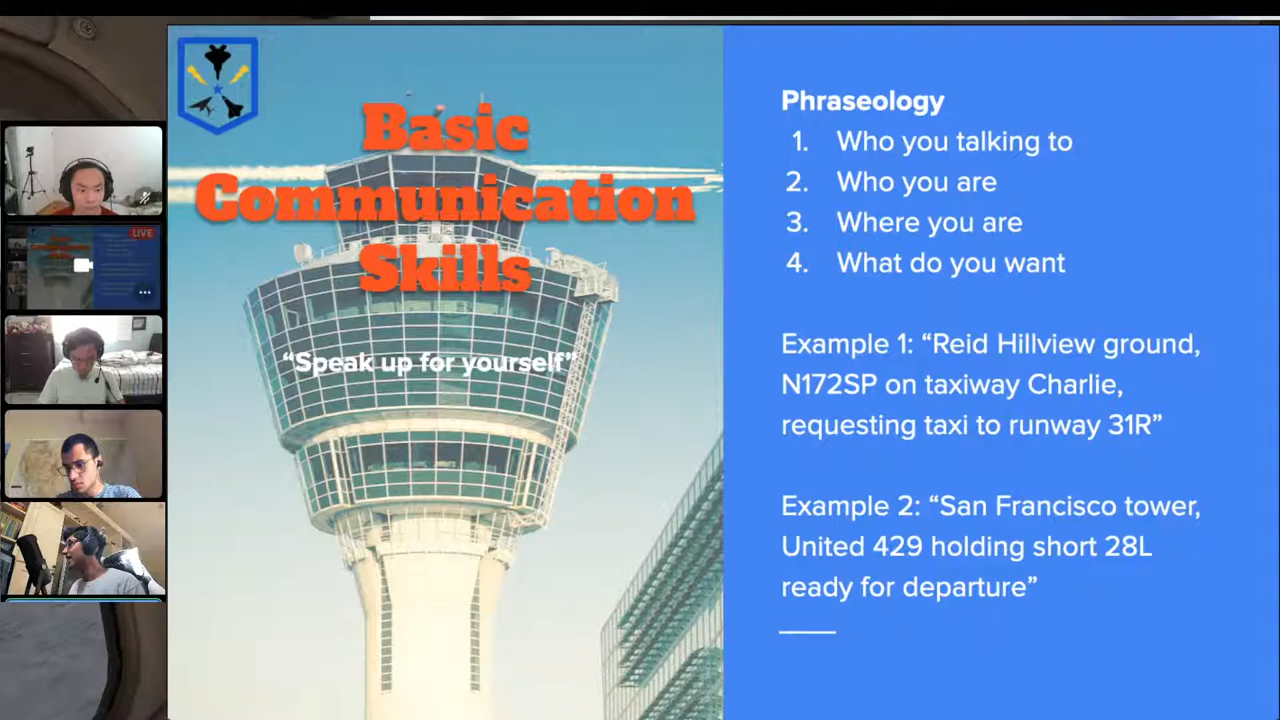 LIVE
Basic
Communication
Skills
“Speak up for yourself”
Phraseology
1. Who you talking to
2. Who you are
3. Where you are
4. What do you want
Example 1: “Reid Hillview ground,
N172SP on taxiway Charlie,
requesting taxi to runway 31R”
Example 2: “San Francisco tower,
United 429 holding short 28L
ready for departure”